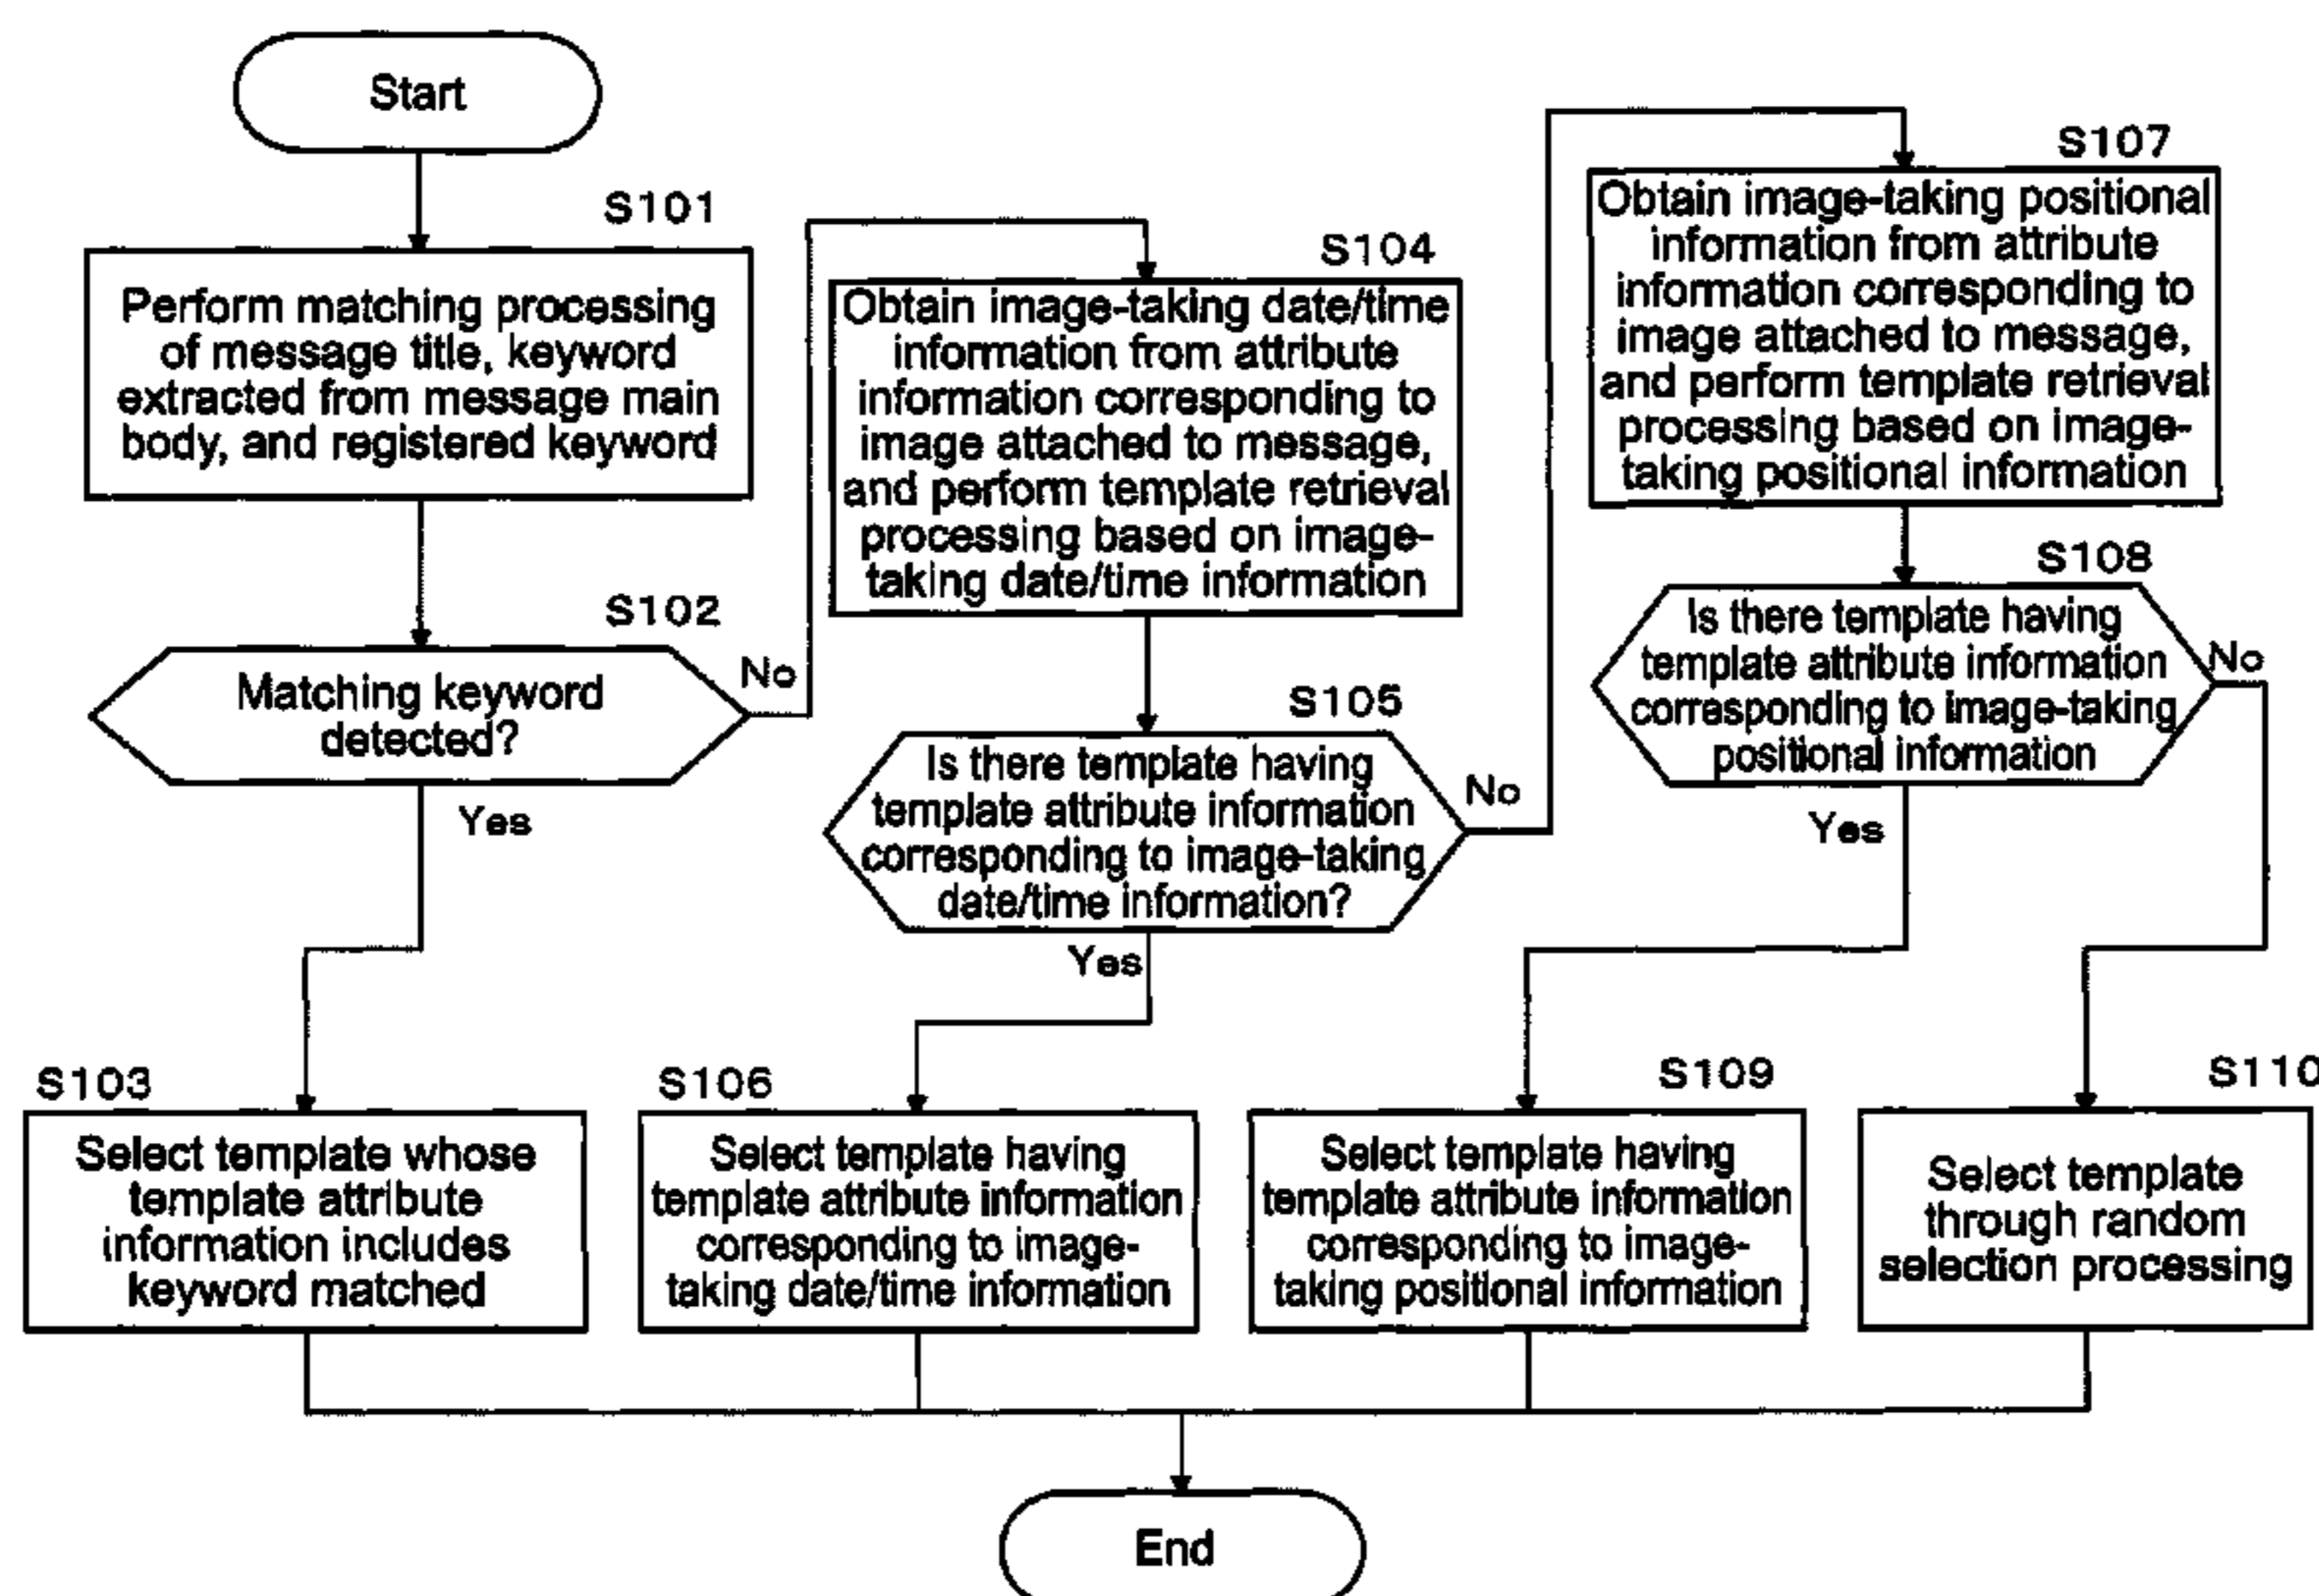 Start
S101
Perform matching processing
of message title, keyword
extracted from message main
body, and registered keyword
S102
Matching keyword
detected?
No
Yes
S103
Select template whose
template attribute
information includes
keyword matched
S104
Obtain image-taking date/time
information from attribute
information corresponding to
image attached to message,
and perform template retrieval
processing based on image-
taking date/time information
S105
Is there template having
template attribute information
corresponding to image-taking
date/time information?
No
Yes
S106
Select template having
template attribute information
corresponding to image-
taking date/time information
S107
Obtain image-taking positional
information from attribute
information corresponding to
image attached to message,
and perform template retrieval
processing based on image-
taking positional information
S108
Is there template having
template attribute information
corresponding to image-taking
positional information
No
Yes
S109
Select template having
template attribute information
corresponding to image-
taking positional information
S110
Select template
through random
selection processing
End